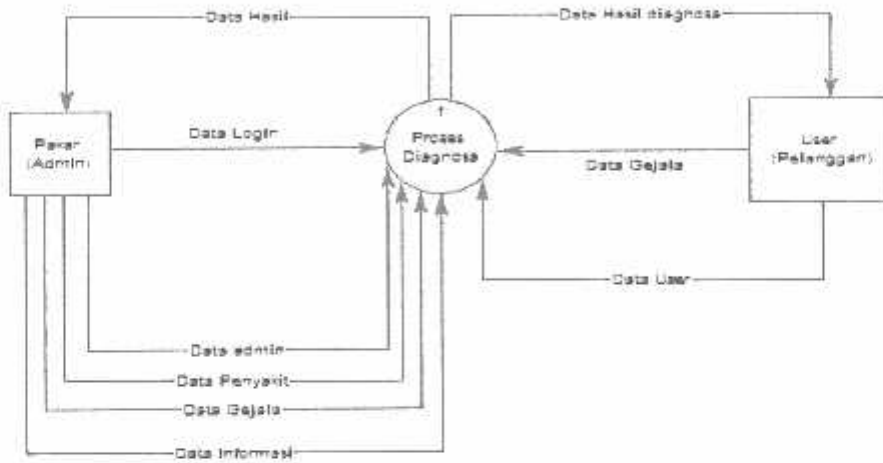 Data Hasil
Data Hasil diagnosa
1
Proses
Diagnosa
Pakar
(Admin)
Data Login
User
(Pelanggan)
Data Gejala
Data User
Data admin
Data Penyakit
Data Gejala
Data Informasi